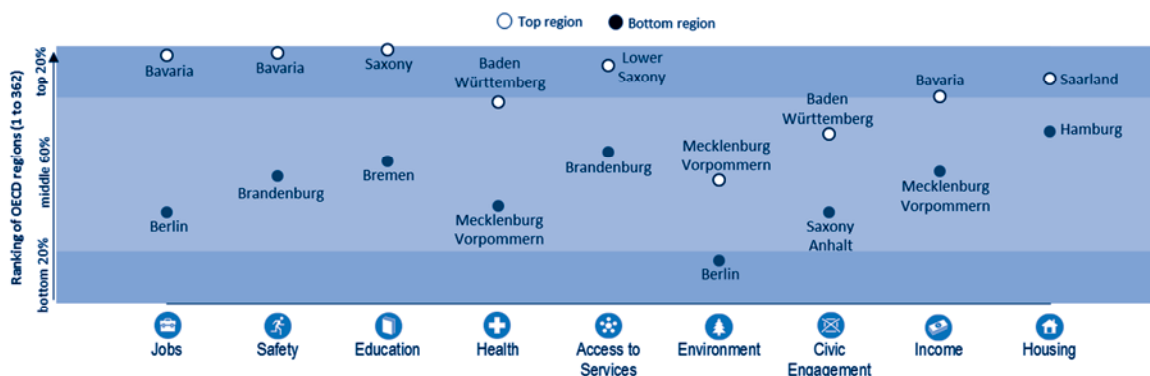 Top region
Bottom region
Ranking of OECD regions (1 to 362)
top 20%
middle 60%
bottom 20%
Bavaria
Berlin
Bavaria
Brandenburg
Saxony
Bremen
Baden
Württemberg
Mecklenburg
Vorpommern
Lower
Saxony
Brandenburg
Mecklenburg
Vorpommern
Berlin
Baden
Württemberg
Saxony
Anhalt
Bavaria
Mecklenburg
Vorpommern
Saarland
Hamburg
Jobs
Safety
Education
Health
Access to
Services
Environment
Civic
Engagement
Income
Housing